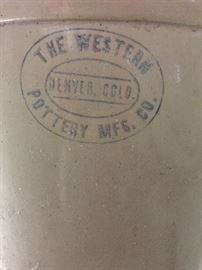 THE WESTERN
DENVER, COLO.
POTTERY MFG. CO.